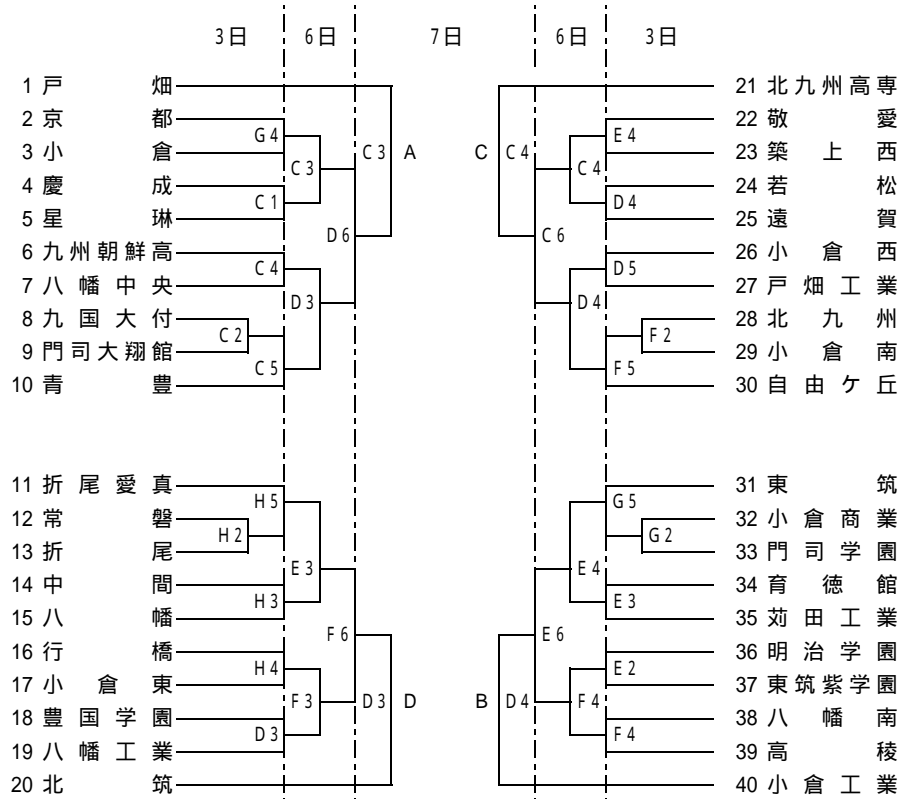 3日 6日 7日 6日 3日
1 戸畑 21 北九州高専
2 京都 22 敬愛
G4 E4
3 小倉 C3 A C C4 23 築上西
C3 C4
4 慶成 24 若松
C1 D4
5 星琳 25 遠賀
D6 C6
6 九州朝鮮高 26 小倉西
C4 D5
7 八幡中央 27 戸畑工業
D3 D4
8 九国大付 28 北九州
C2 F2
9 門司大翔館 29 小倉南
C5 F5
10 青豊 30 自由ケ丘
11 折尾愛真 31 東筑
H5 G5
12 常磐 32 小倉商業
H2 G2
13 折尾 33 門司学園
E3 E4
14 中間 34 育徳館
H3 E3
15 八幡 35 苅田工業
F6 E6
16 行橋 36 明治学園
H4 E2
17 小倉東 37 東筑紫学園
F3 D3 D B D4 F4
18 豊国学園 38 八幡南
D3 F4
19 八幡工業 39 高稜
20 北筑 40 小倉工業